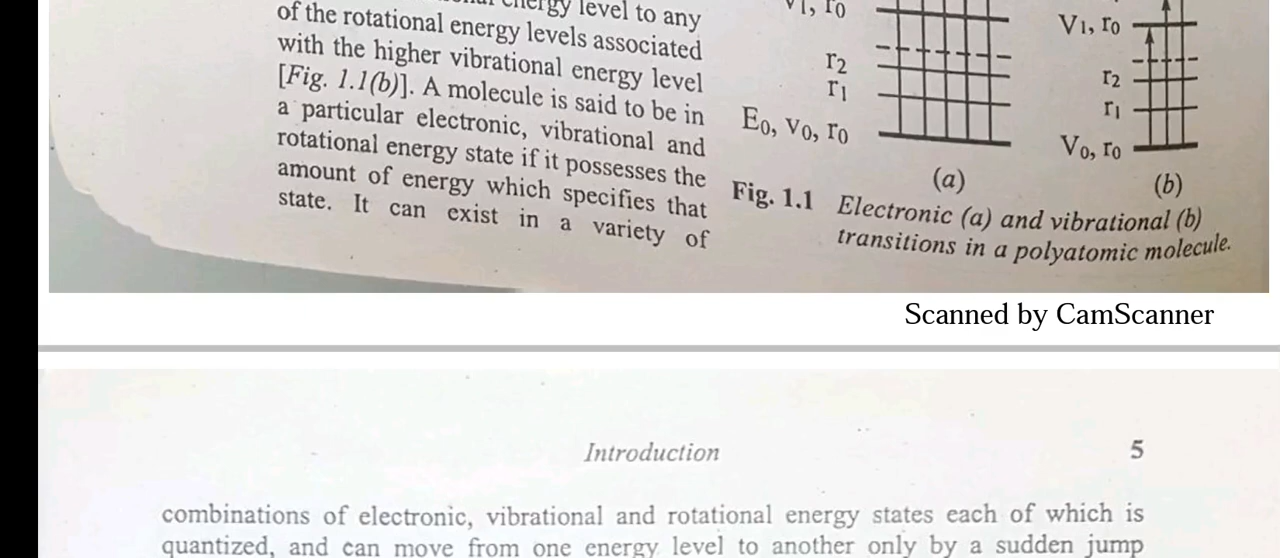 energy level to any
of the rotational energy levels associated
with the higher vibrational energy level
[Fig. 1.1(b)]. A molecule is said to be in
a particular electronic, vibrational and
rotational energy state if it possesses the
amount of energy which specifies that
state. It can exist in a variety of
V1, r0
r2
r1
E0, V0, r0
(a)
V1, r0
r2
r1
V0, r0
(b)
Fig. 1.1 Electronic (a) and vibrational (b)
transitions in a polyatomic molecule.
Scanned by CamScanner
Introduction 5
combinations of electronic, vibrational and rotational energy states each of which is
quantized, and can move from one energy level to another only by a sudden jump